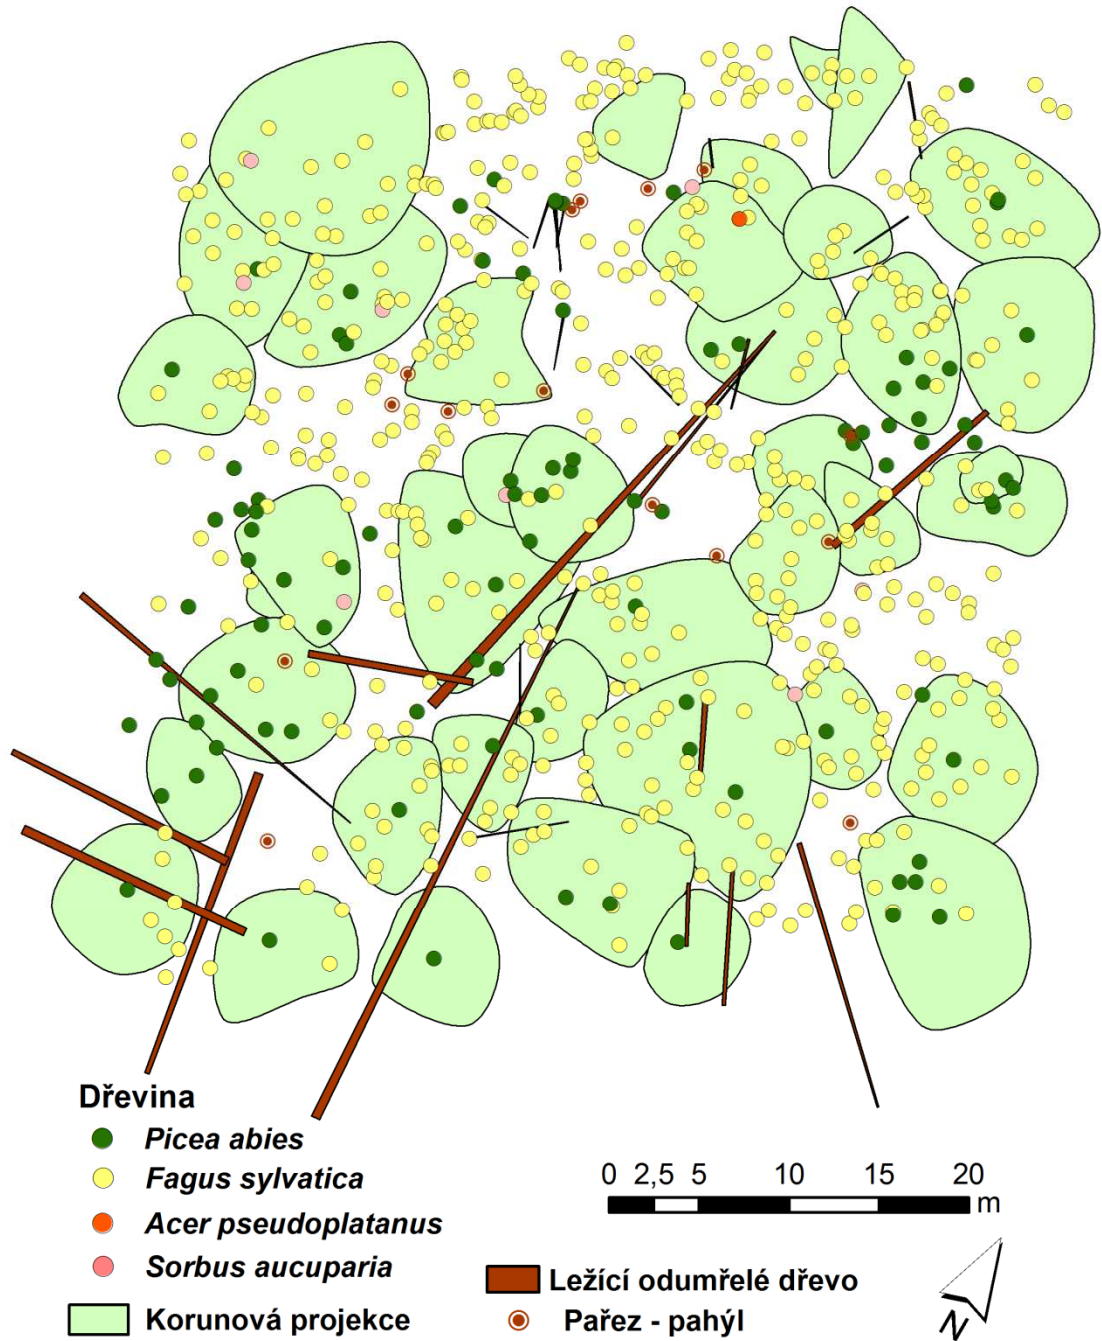 Dřevina
Picea abies
Fagus sylvatica
Acer pseudoplatanus
Sorbus aucuparia
Korunová projekce
0 2,5 5 10 15 20
m
Ležící odumřelé dřevo
Pařez - pahýl
N